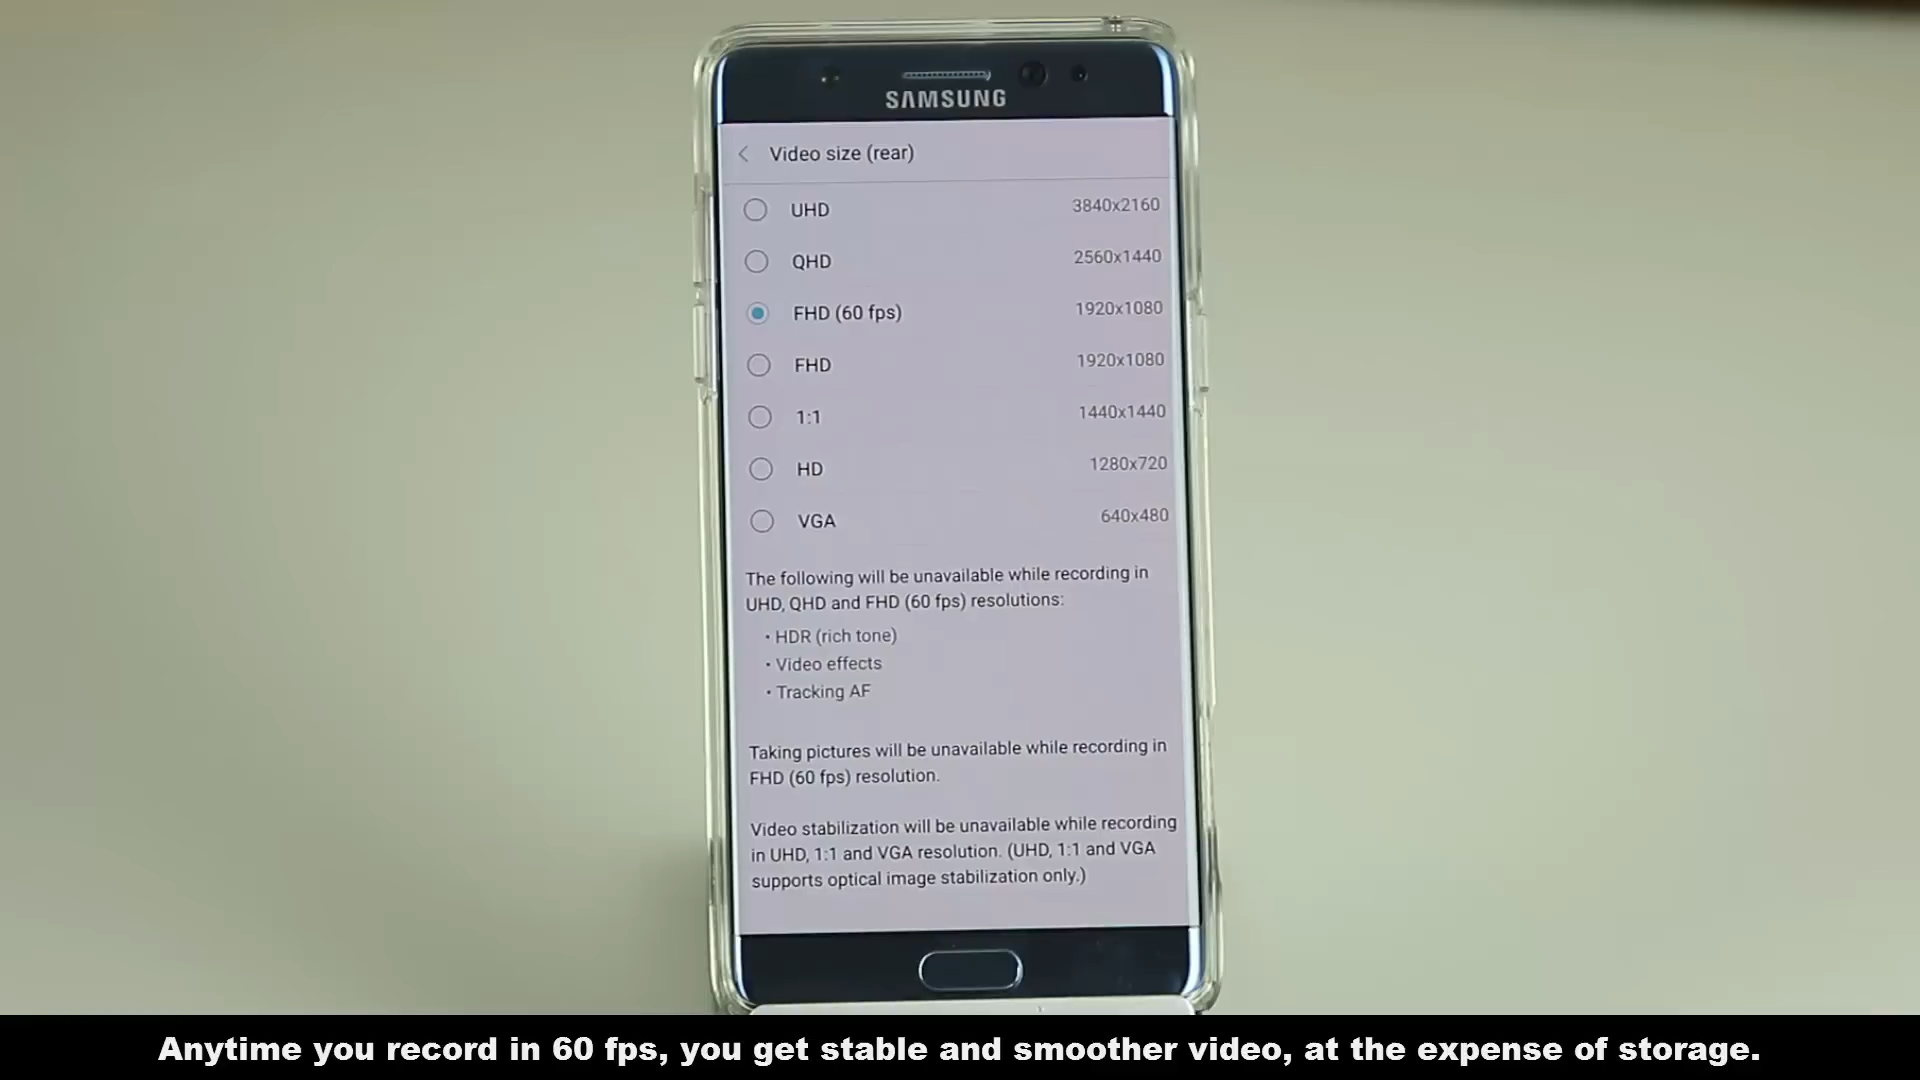 SAMSUNG
Video size (rear)
UHD 3840x2160
QHD 2560x1440
FHD (60 fps) 1920x1080
FHD 1920x1080
1:1 1440x1440
HD 1280x720
VGA 640x480
The following will be unavailable while recording in
UHD, QHD and FHD (60 fps) resolutions:
• HDR (rich tone)
• Video effects
• Tracking AF
Taking pictures will be unavailable while recording in
FHD (60 fps) resolution.
Video stabilization will be unavailable while recording
in UHD, 1:1 and VGA resolution. (UHD, 1:1 and VGA
supports optical image stabilization only.)
Anytime you record in 60 fps, you get stable and smoother video, at the expense of storage.